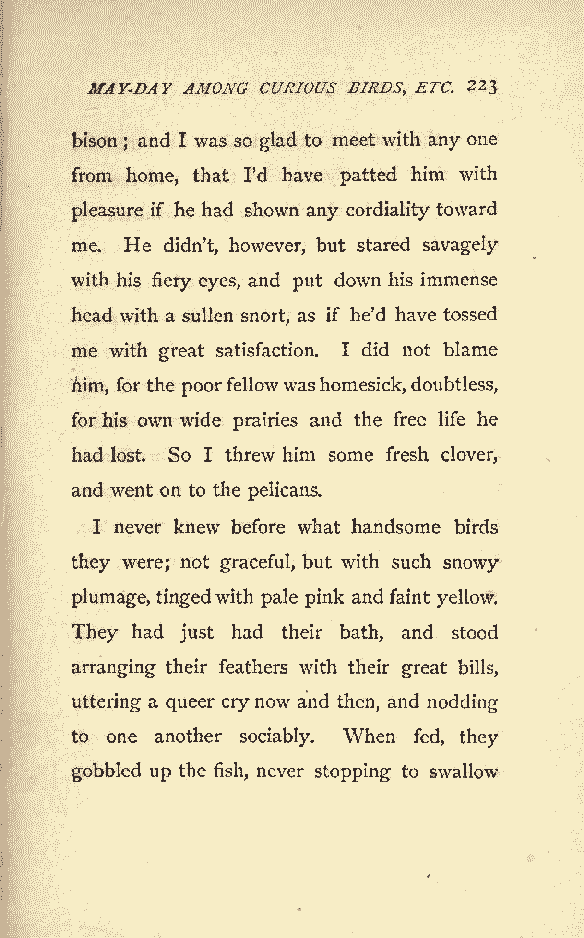 MAY-DAY AMONG CURIOUS BIRDS, ETC. 223
bison; and I was so glad to meet with any one
from home, that I'd have patted him with
pleasure if he had shown any cordiality toward
me. He didn't, however, but stared savagely
with his fiery eyes, and put down his immense
head with a sullen snort, as if he'd have tossed
me with great satisfaction. I did not blame
him, for the poor fellow was homesick, doubtless,
for his own wide prairies and the free life he
had lost. So I threw him some fresh clover,
and went on to the pelicans.
I never knew before what handsome birds
they were; not graceful, but with such snowy
plumage, tinged with pale pink and faint yellow.
They had just had their bath, and stood
arranging their feathers with their great bills,
uttering a queer cry now and then, and nodding
to one another sociably. When fed, they
gobbled up the fish, never stopping to swallow